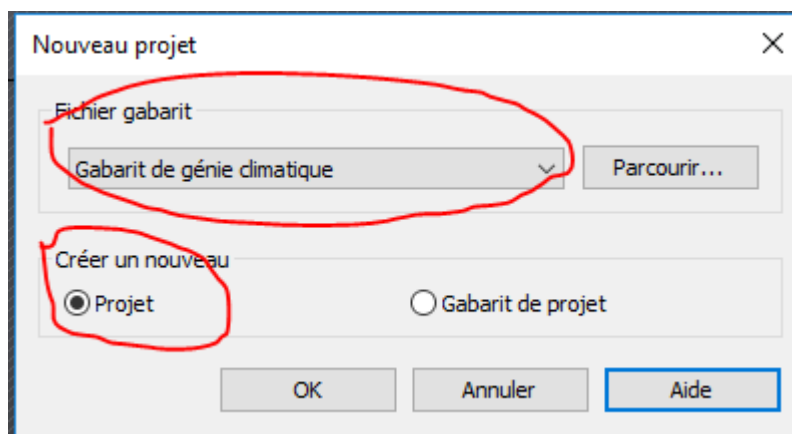 Nouveau projet
Fichier gabarit
Gabarit de génie climatique
Parcourir...
Créer un nouveau
Projet
Gabarit de projet
OK
Annuler
Aide